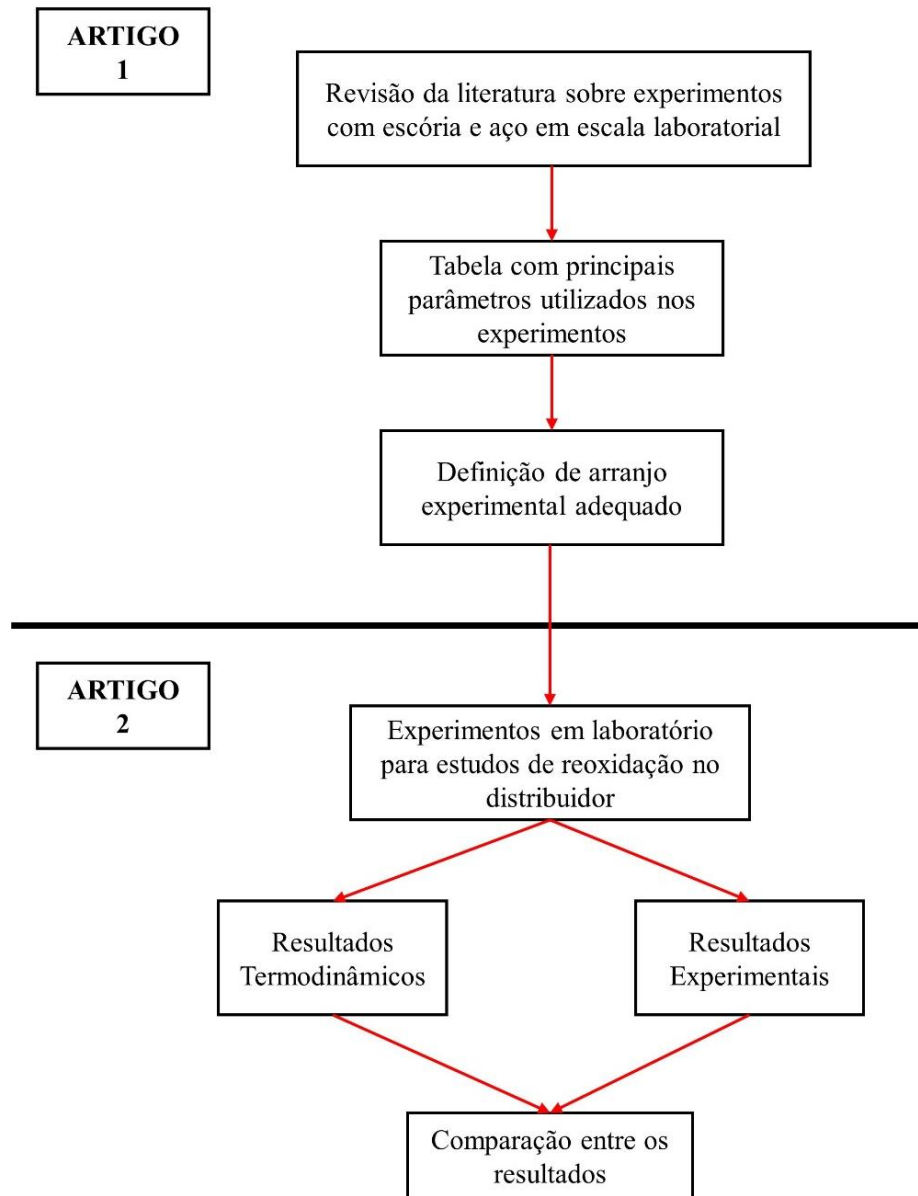 ARTIGO
1
Revisão da literatura sobre experimentos
com escória e aço em escala laboratorial
Tabela com principais
parâmetros utilizados nos
experimentos
Definição de arranjo
experimental adequado
ARTIGO
2
Experimentos em laboratório
para estudos de reoxidação no
distribuidor
Resultados
Termodinâmicos
Resultados
Experimentais
Comparação entre os
resultados